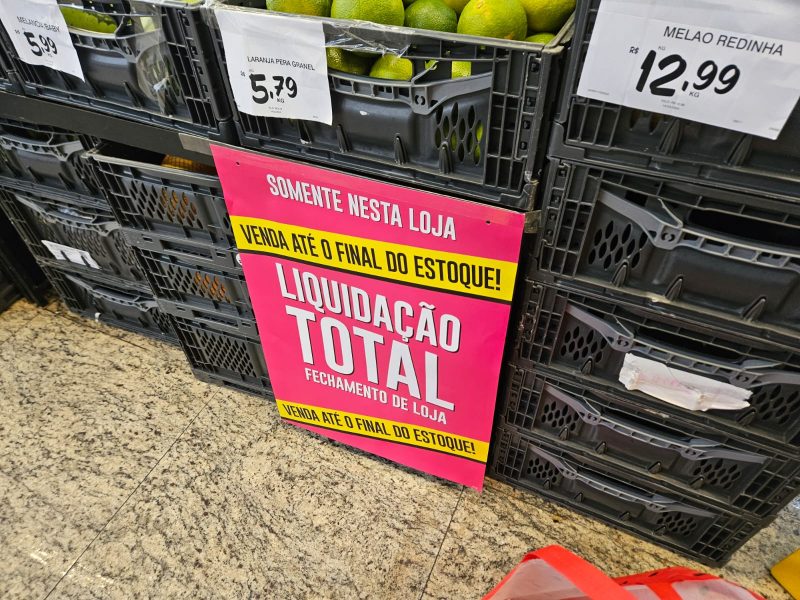 MELANCIA BABY
R$ 5,99
KG
LARANJA PERA GRANEL
R$ 5,79
KG
MELAO REDINHA
R$ 12,99
KG
SOMENTE NESTA LOJA
VENDA ATÉ O FINAL DO ESTOQUE!
LIQUIDAÇÃO
TOTAL
FECHAMENTO DE LOJA
VENDA ATÉ O FINAL DO ESTOQUE!